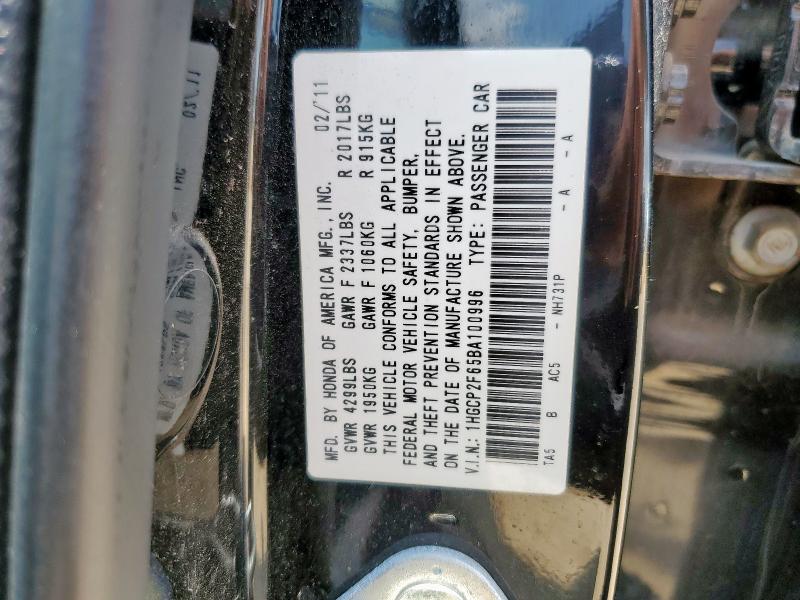 MFD. BY HONDA OF AMERICA MFG., INC. 02/'11
GVWR 4299LBS GAWR F 2337LBS R 2017LBS
GVWR 1950KG GAWR F 1060KG R 915KG
THIS VEHICLE CONFORMS TO ALL APPLICABLE
FEDERAL MOTOR VEHICLE SAFETY, BUMPER,
AND THEFT PREVENTION STANDARDS IN EFFECT
ON THE DATE OF MANUFACTURE SHOWN ABOVE.
V.I.N.: 1HGCP2F65BA100996 TYPE: PASSENGER CAR
TA5 B AC5 - NH731P - A - A